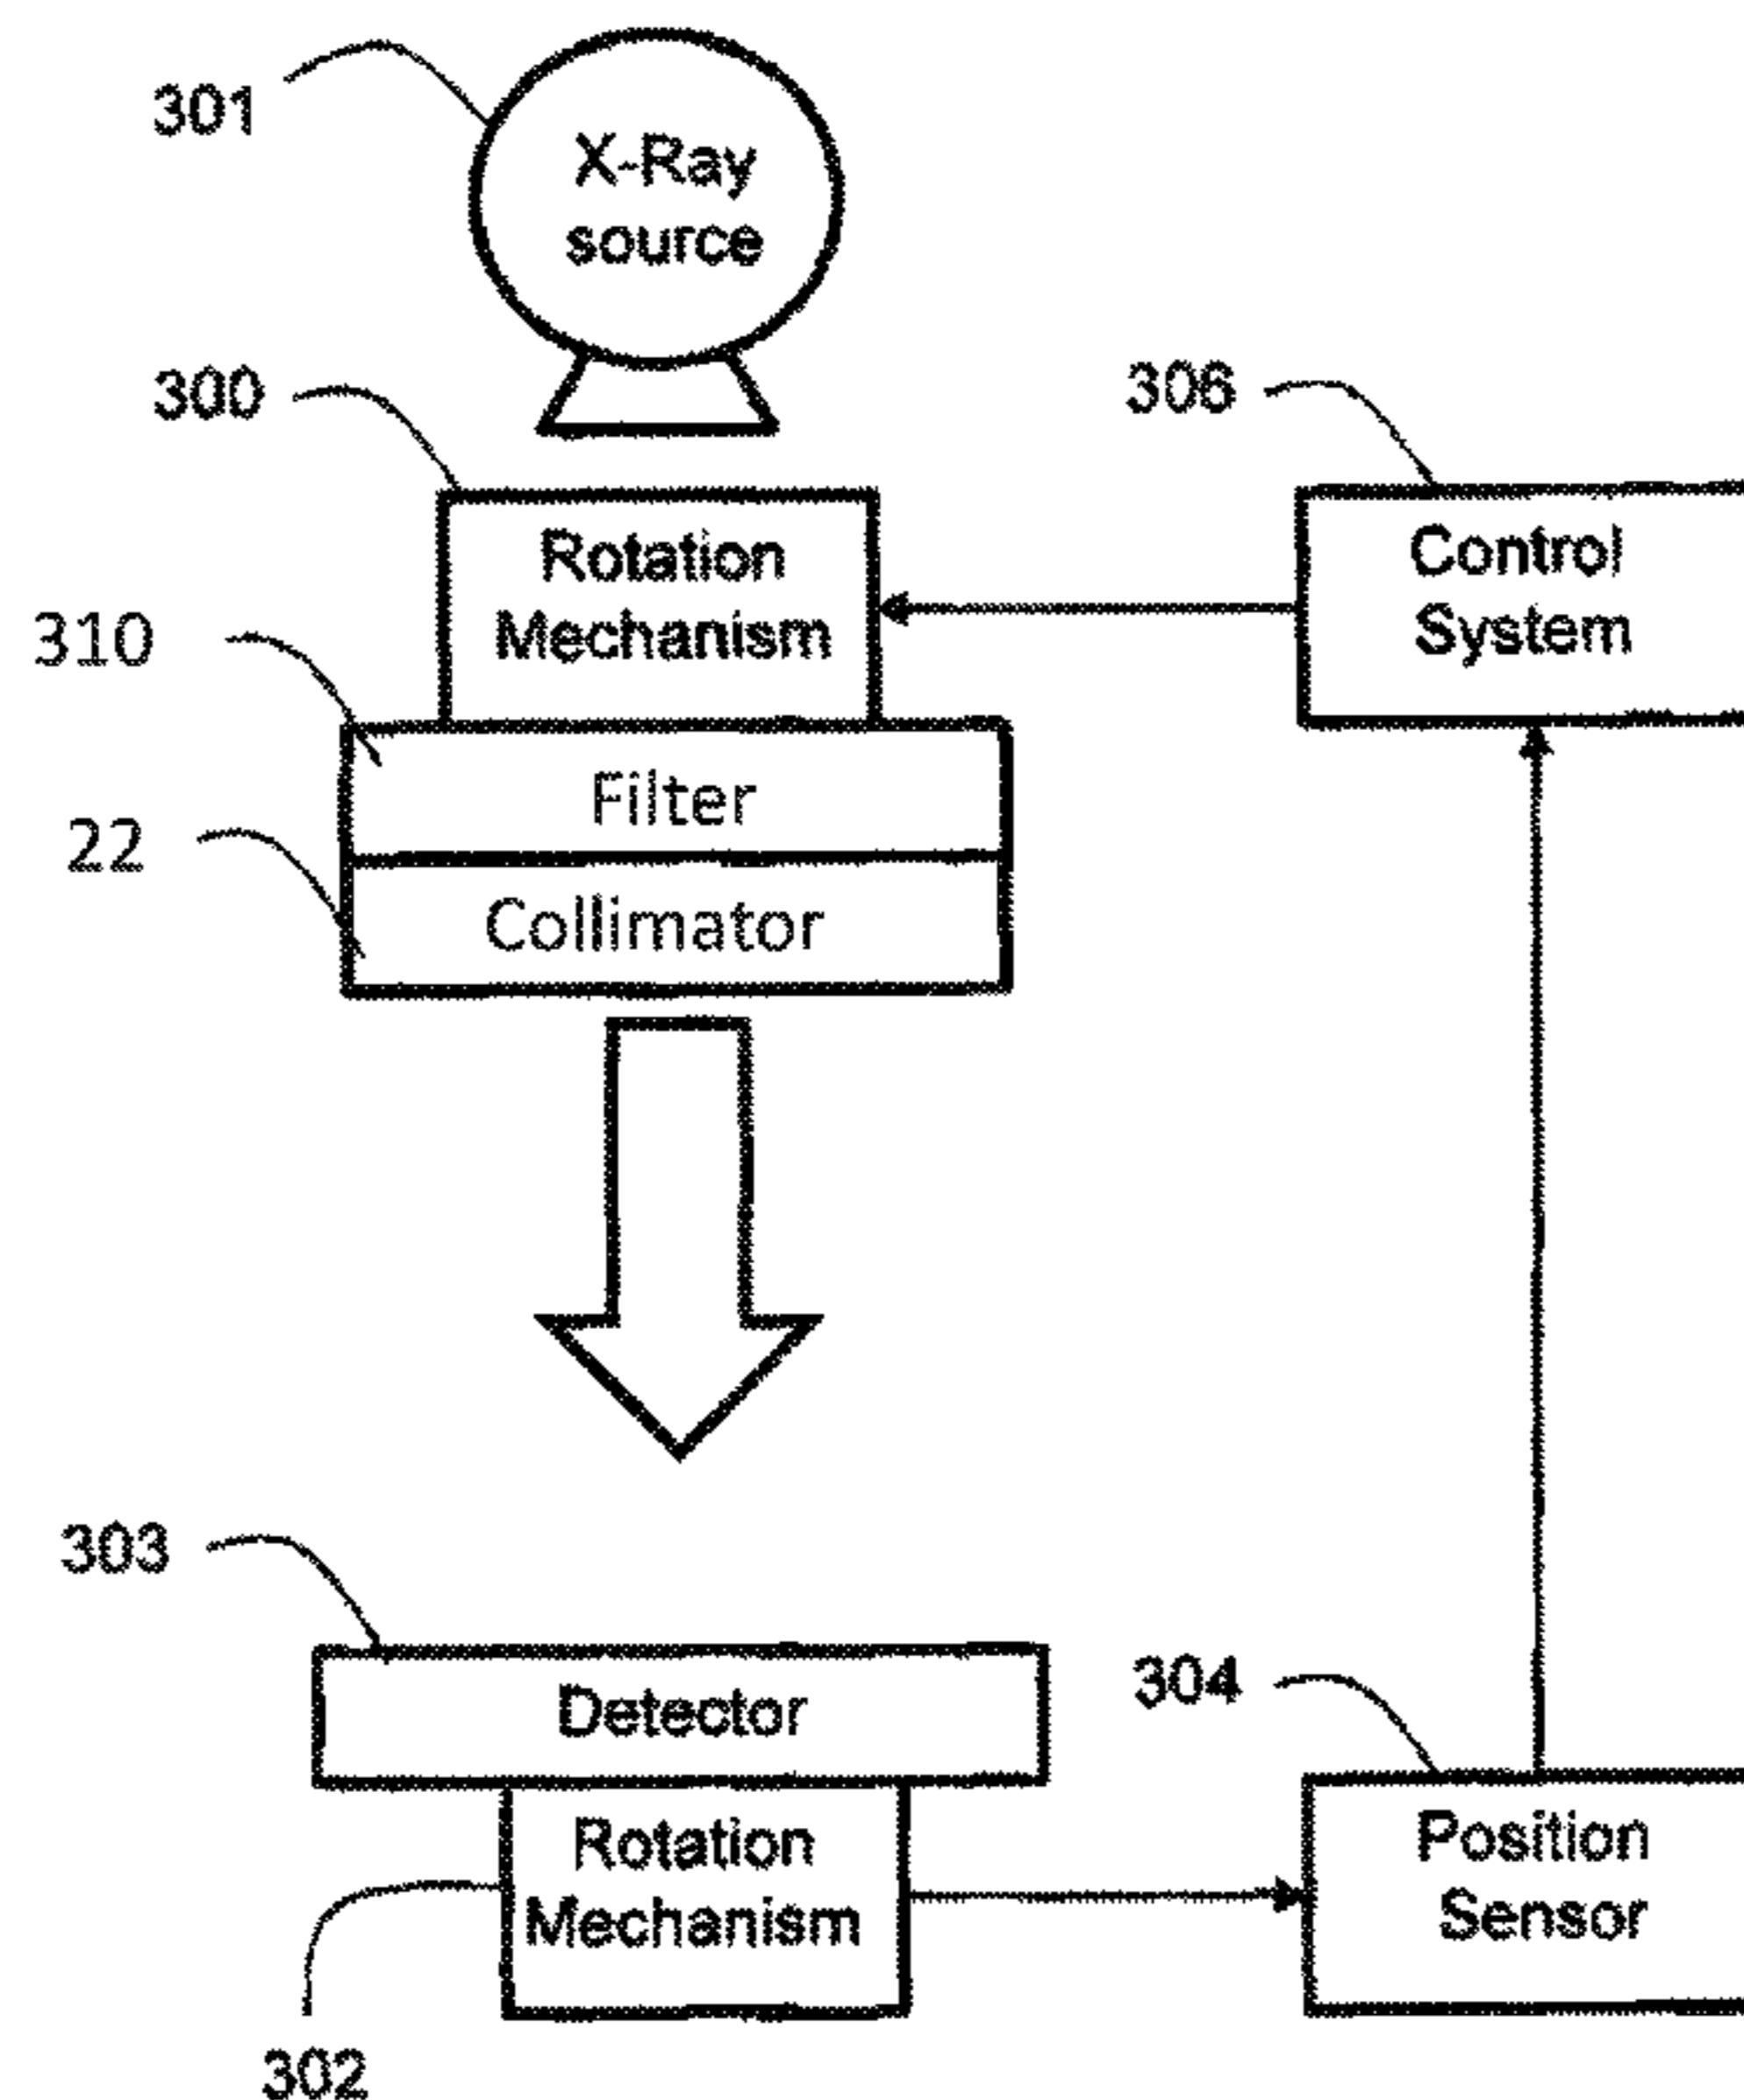 301
X-Ray
source
300
306
Rotation
Mechanism
Control
System
310
Filter
22
Collimator
303
Detector
304
Rotation
Mechanism
Position
Sensor
302